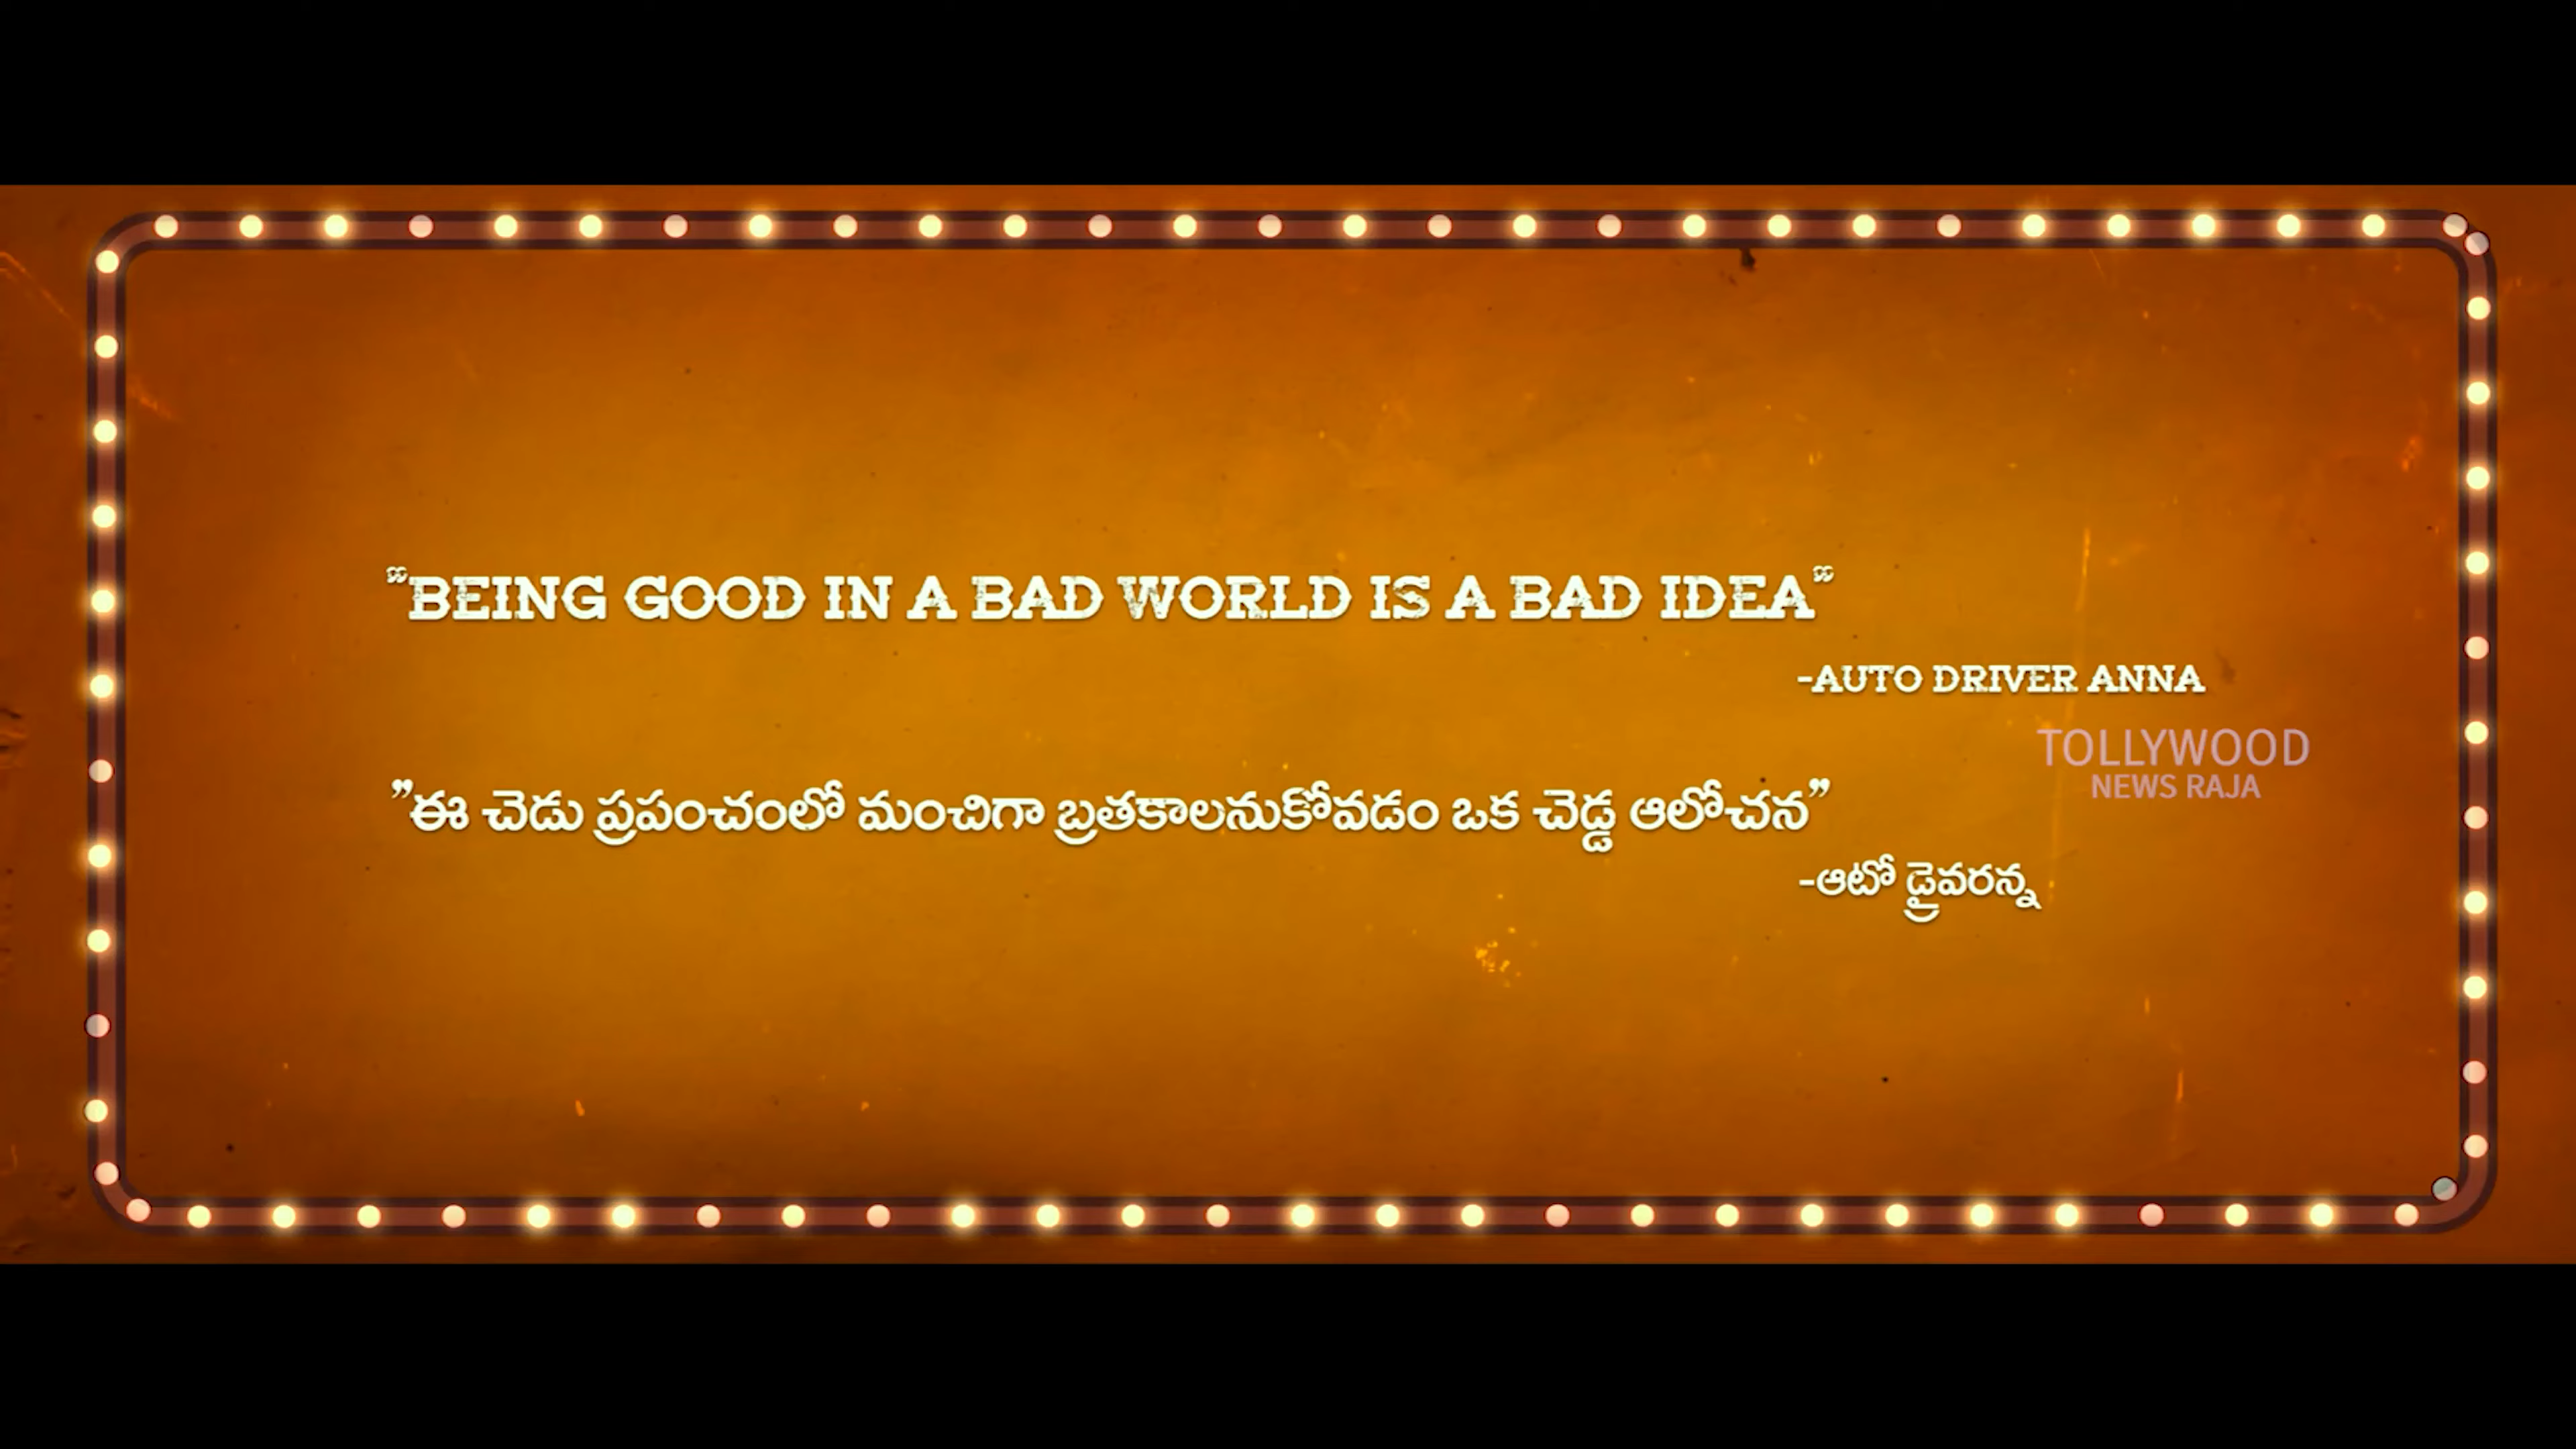 “BEING GOOD IN A BAD WORLD IS A BAD IDEA”
-AUTO DRIVER ANNA
TOLLYWOOD
NEWS RAJA
”ఈ చెడు ప్రపంచంలో మంచిగా బ్రతకాలనుకోవడం ఒక చెడ్డ ఆలోచన”
-ఆటో డ్రైవరన్న